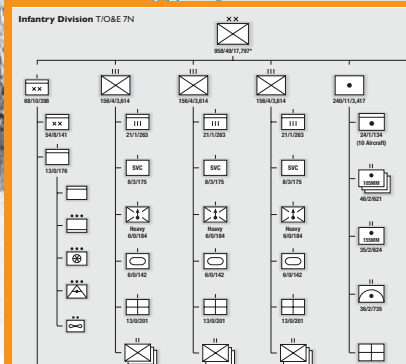 Infantry Division T/O&E 7N
958/49/17,797*
68/10/398
156/4/3,614
156/4/3,614
156/4/3,614
240/11/3,417
54/8/141
21/1/263
21/1/263
21/1/263
24/1/134
(10 Aircraft)
13/0/176
SVC
SVC
SVC
8/3/175
8/3/175
8/3/175
105MM
46/2/621
Heavy
Heavy
Heavy
6/0/184
6/0/184
6/0/184
155MM
35/2/624
6/0/142
6/0/142
6/0/142
36/2/735
13/0/201
13/0/201
13/0/201